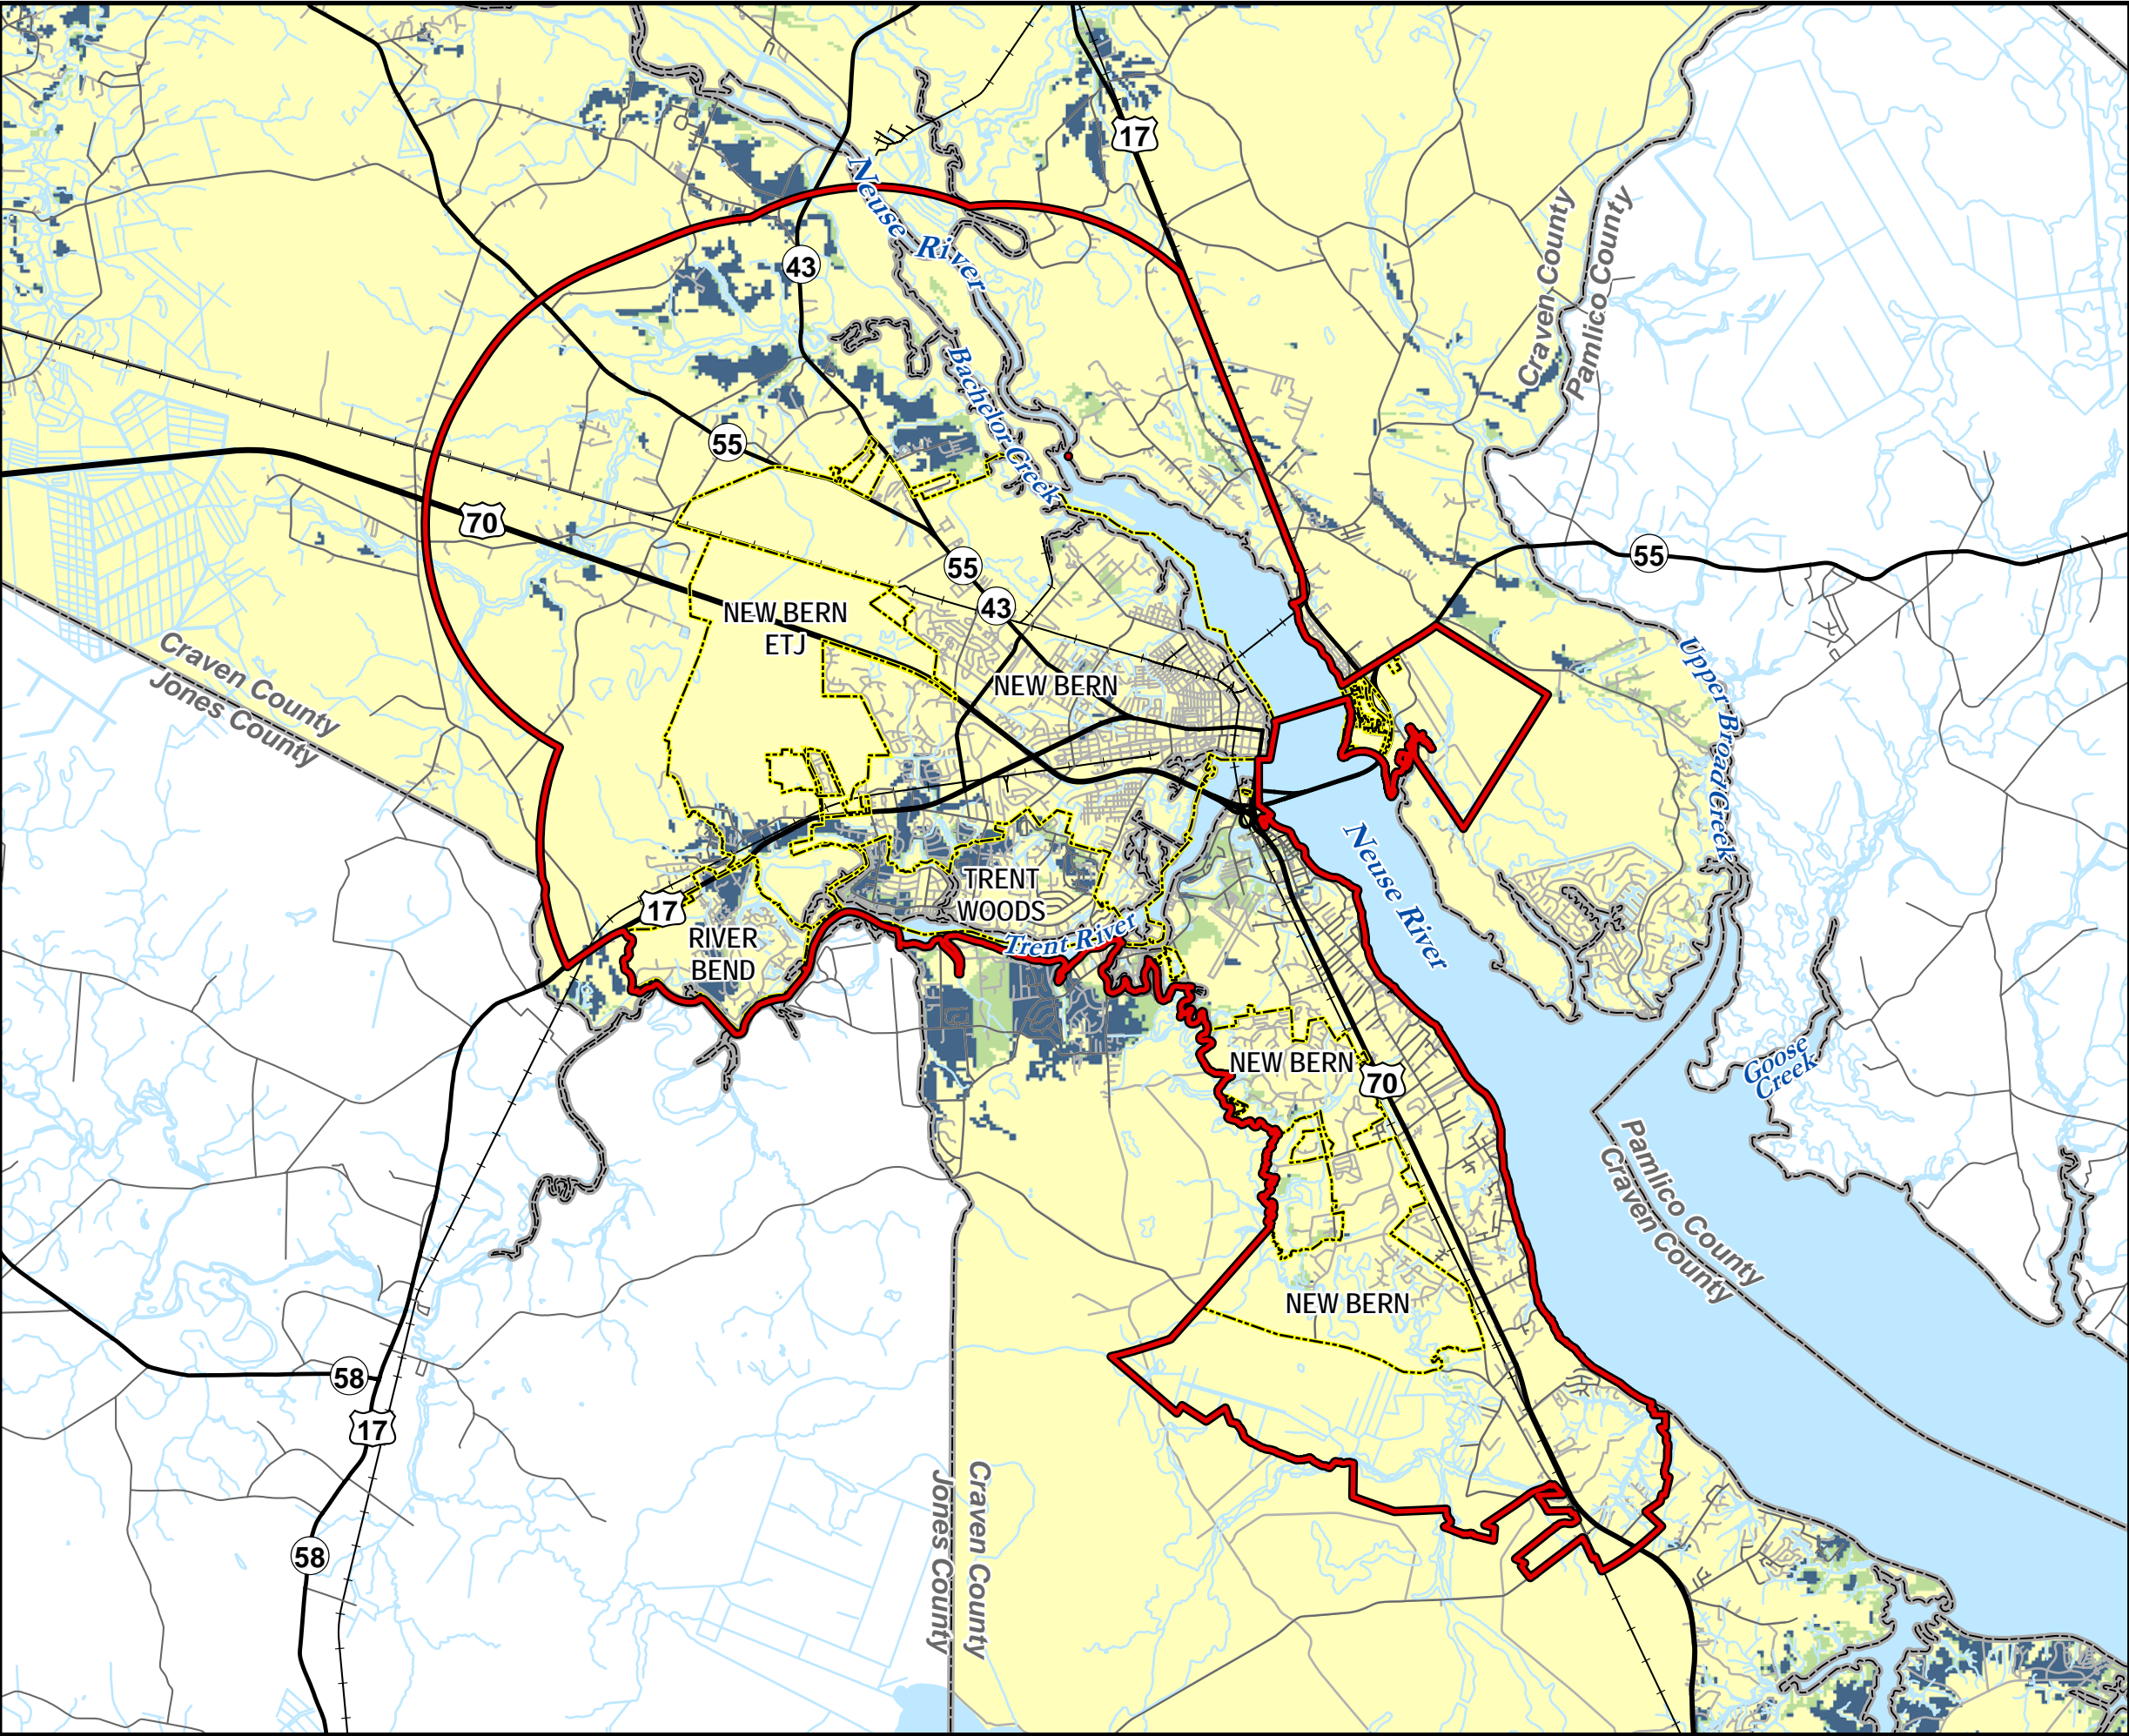 17
Neuse River
43
Craven County
Pamlico County
Bachelor Creek
55
70
55
55
43
NEW BERN
ETJ
NEW BERN
Craven County
Jones County
Upper Broad Creek
Neuse River
TRENT
WOODS
17
RIVER
BEND
Trent River
NEW BERN
70
Goose
Creek
Pamlico County
Craven County
NEW BERN
58
17
Craven County
Jones County
58